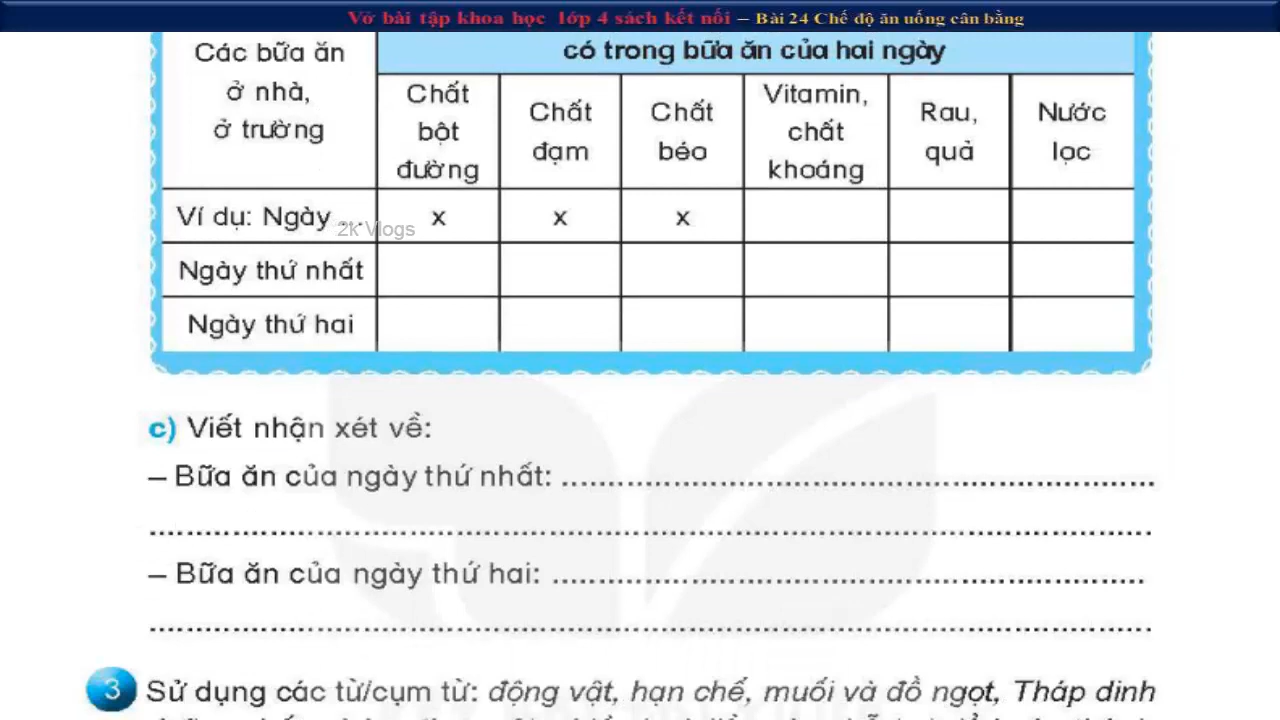 Vở bài tập khoa học lớp 4 sách kết nối – Bài 24 Chế độ ăn uống cân bằng
Các bữa ăn
ở nhà,
ở trường
có trong bữa ăn của hai ngày
Chất
bột
đường
Chất
đạm
Chất
béo
Vitamin,
chất
khoáng
Rau,
quả
Nước
lọc
Ví dụ: Ngày ... x x x
2k Vlogs
Ngày thứ nhất
Ngày thứ hai
c) Viết nhận xét về:
– Bữa ăn của ngày thứ nhất: ..............................................................
..............................................................................................
– Bữa ăn của ngày thứ hai: ..............................................................
..............................................................................................
3 Sử dụng các từ/cụm từ: động vật, hạn chế, muối và đồ ngọt, Tháp dinh